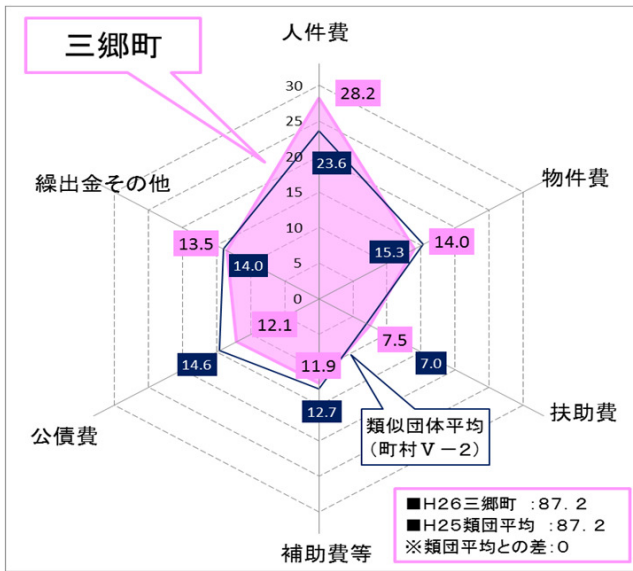 三郷町
人件費
30
28.2
25
20
23.6
繰出金その他
物件費
15
13.5
14.0
10
15.3
14.0
5
0
12.1
7.5
11.9
7.0
14.6
12.7
類似団体平均
(町村Ⅴ－2)
公債費
扶助費
補助費等
■H26三郷町 :87.2
■H25類団平均 :87.2
※類団平均との差:0